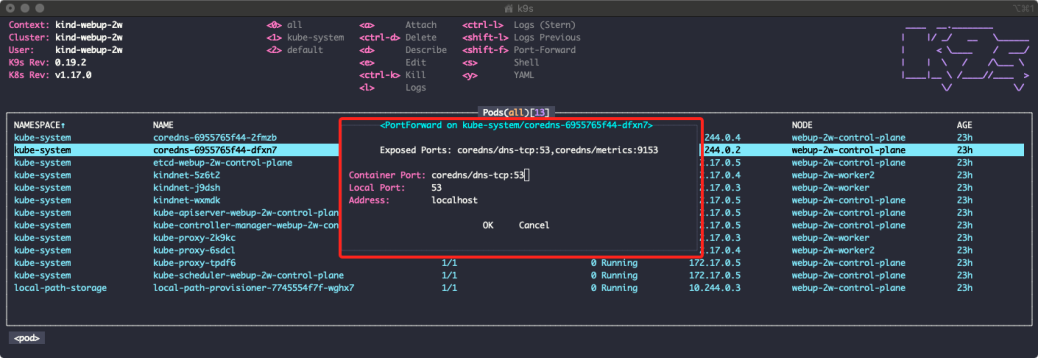 k9s
⌥⌘1
Context: kind-webup-2w <0> all <a> Attach <ctrl-l> Logs (Stern)
Cluster: kind-webup-2w <1> kube-system <ctrl-d> Delete <shift-l> Logs Previous
User: kind-webup-2w <2> default <d> Describe <shift-f> Port-Forward
K9s Rev: 0.19.2 <e> Edit <s> Shell
K8s Rev: v1.17.0 <ctrl-k> Kill <y> YAML
<l> Logs
Pods(all)[13]
NAMESPACE↑ NAME NODE AGE
kube-system coredns-6955765f44-2fmzb .244.0.4 webup-2w-control-plane 23h
kube-system coredns-6955765f44-dfxn7 .244.0.2 webup-2w-control-plane 23h
kube-system etcd-webup-2w-control-plane 2.17.0.5 webup-2w-control-plane 23h
kube-system kindnet-5z6t2 2.17.0.4 webup-2w-worker2 23h
kube-system kindnet-j9dsh 2.17.0.3 webup-2w-worker 23h
kube-system kindnet-wxmdk 2.17.0.5 webup-2w-control-plane 23h
kube-system kube-apiserver-webup-2w-control-plan 2.17.0.5 webup-2w-control-plane 23h
kube-system kube-controller-manager-webup-2w-con 2.17.0.5 webup-2w-control-plane 23h
kube-system kube-proxy-2k9kc 2.17.0.3 webup-2w-worker 23h
kube-system kube-proxy-6sdcl 2.17.0.4 webup-2w-worker2 23h
kube-system kube-proxy-tpdf6 1/1 0 Running 172.17.0.5 webup-2w-control-plane 23h
kube-system kube-scheduler-webup-2w-control-plane 1/1 0 Running 172.17.0.5 webup-2w-control-plane 23h
local-path-storage local-path-provisioner-7745554f7f-wghx7 1/1 0 Running 10.244.0.3 webup-2w-control-plane 23h
<PortForward on kube-system/coredns-6955765f44-dfxn7>
Exposed Ports: coredns/dns-tcp:53,coredns/metrics:9153
Container Port: coredns/dns-tcp:53
Local Port: 53
Address: localhost
OK Cancel
<pod>